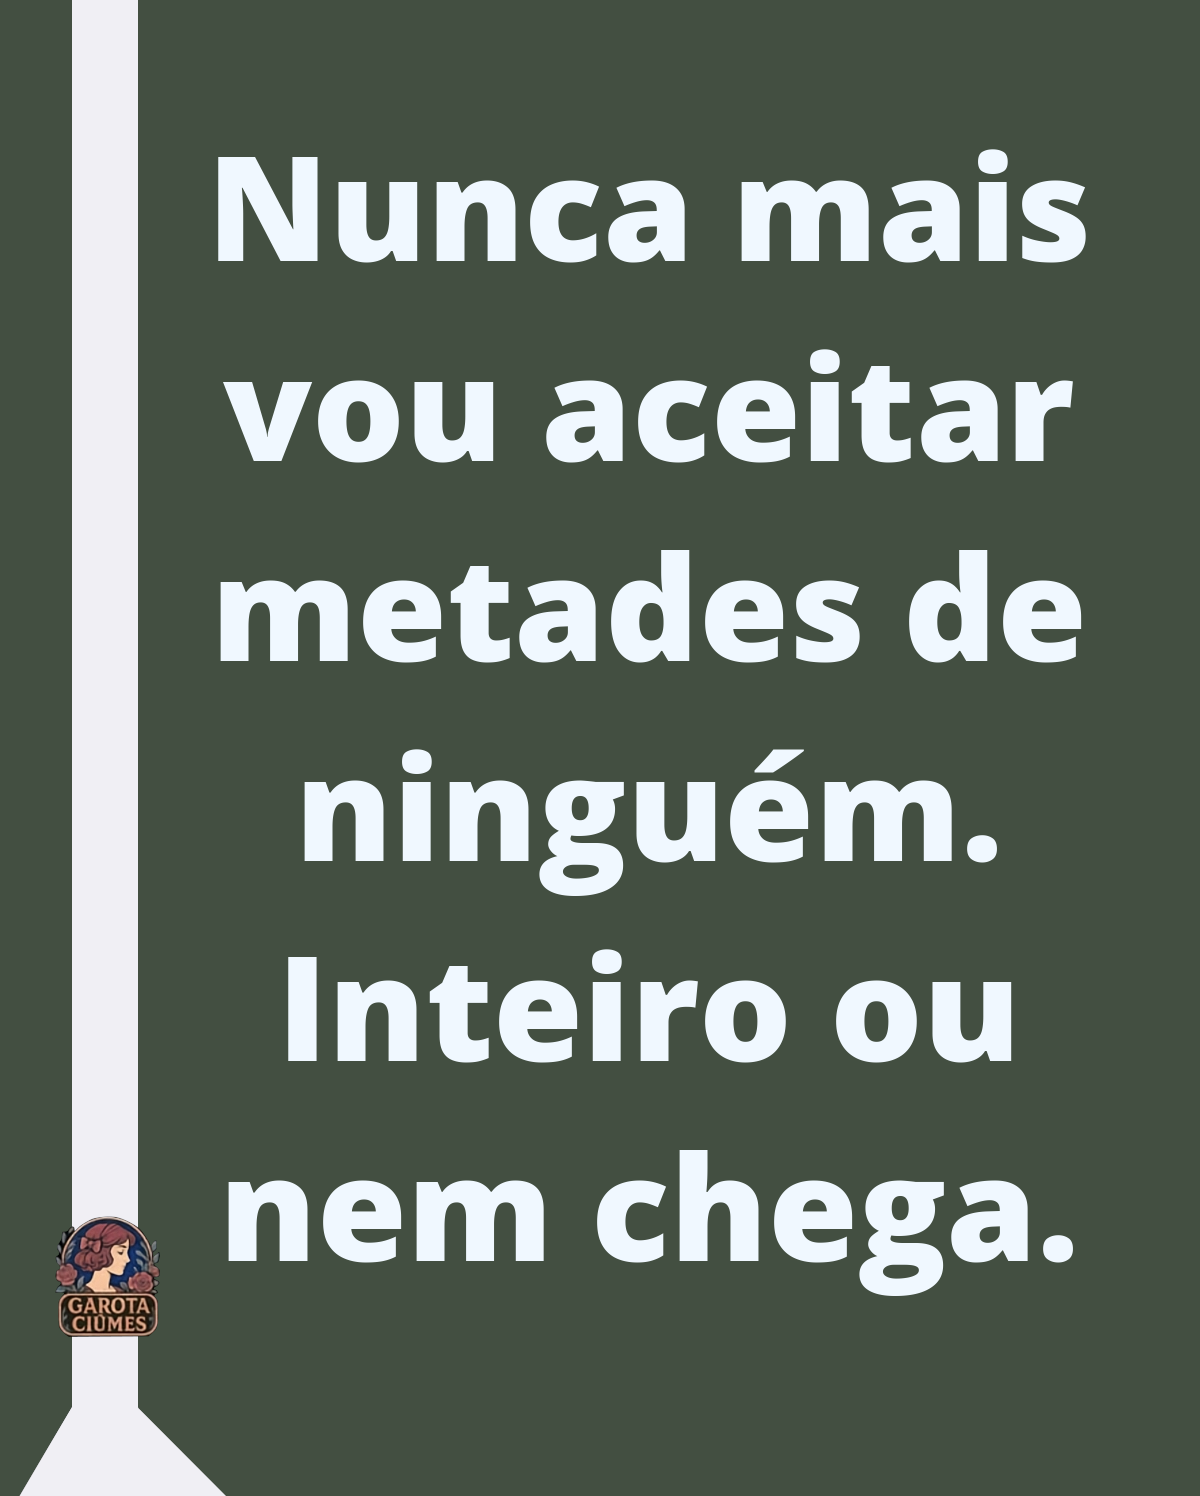 Nunca mais
vou aceitar
metades de
ninguém.
Inteiro ou
nem chega.
GAROTA
CIÚMES